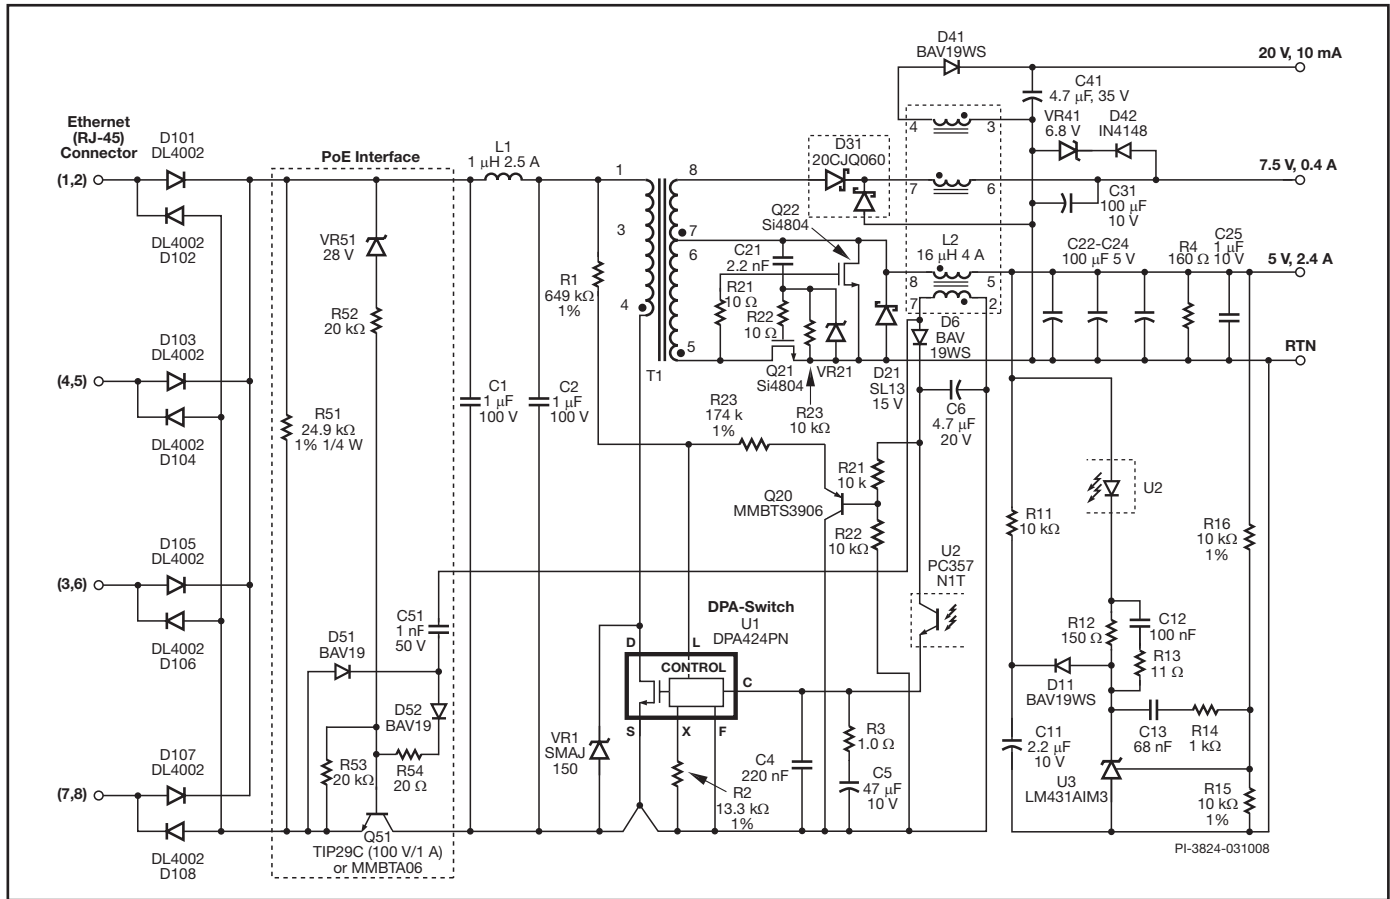 D41
BAV19WS
20 V, 10 mA
C41
4.7 µF, 35 V
VR41
6.8 V
D42
IN4148
4
3
Ethernet
(RJ-45)
Connector
D101
DL4002
PoE Interface
L1
1 µH 2.5 A
D31
20CJQ060
7.5 V, 0.4 A
(1,2)
1
8
7
6
DL4002
D102
VR51
28 V
3
Q22
Si4804
C31
100 µF
10 V
7
6
C21
2.2 nF
L2
16 µH 4 A
C22-C24
100 µF 5 V
R4
160 Ω
C25
1 µF
10 V
5 V, 2.4 A
R1
649 kΩ
1%
R21
10 Ω
R22
10 Ω
8
5
7
2
4
R52
20 kΩ
D6
BAV
19WS
D103
DL4002
5
RTN
T1
Q21
Si4804
VR21
D21
SL13
15 V
(4,5)
C1
1 µF
100 V
C2
1 µF
100 V
R23
174 k
1%
R23
10 kΩ
C6
4.7 µF
20 V
R51
24.9 kΩ
1% 1/4 W
DL4002
D104
R21
10 k
U2
Q20
MMBTS3906
R11
10 kΩ
R16
10 kΩ
1%
R22
10 kΩ
D105
DL4002
U2
PC357
N1T
(3,6)
DPA-Switch
U1
DPA424PN
C51
1 nF
50 V
R12
150 Ω
C12
100 nF
DL4002
D106
D51
BAV19
D
L
CONTROL
C
R13
11 Ω
D11
BAV19WS
D52
BAV19
S
X
F
VR1
SMAJ
150
R3
1.0 Ω
C13
68 nF
R14
1 kΩ
C11
2.2 µF
10 V
D107
DL4002
R53
20 kΩ
R54
20 Ω
C4
220 nF
C5
47 µF
10 V
U3
LM431AIM3
R15
10 kΩ
1%
(7,8)
R2
13.3 kΩ
1%
Q51
TIP29C (100 V/1 A)
or MMBTA06
DL4002
D108
PI-3824-031008